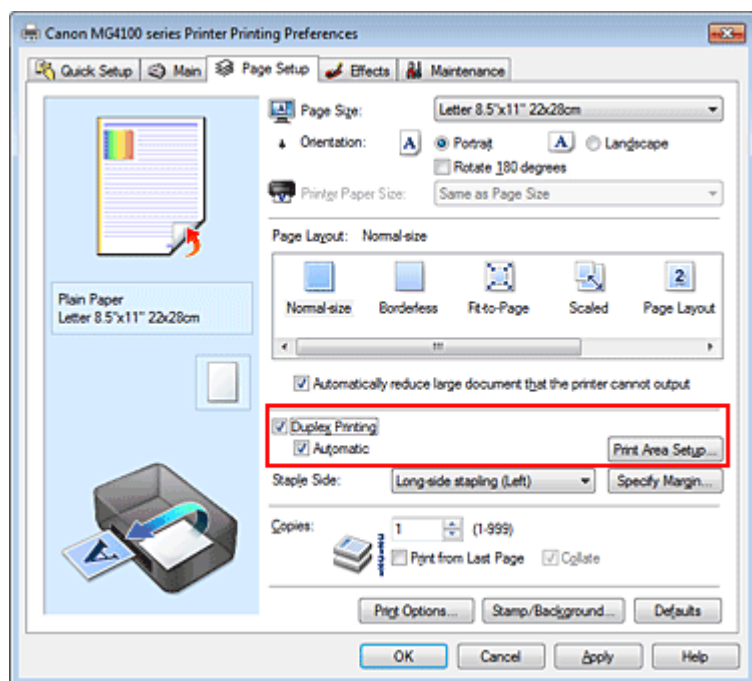 Canon MG4100 series Printer Printing Preferences
Quick Setup Main Page Setup Effects Maintenance
Page Size: Letter 8.5"x11" 22x28cm
Orientation: A Portrait A Landscape
Rotate 180 degrees
Printer Paper Size: Same as Page Size
Page Layout: Normal-size
2
Normal-size Borderless Fit-to-Page Scaled Page Layout
Plain Paper
Letter 8.5"x11" 22x28cm
Automatically reduce large document that the printer cannot output
Duplex Printing
Automatic Print Area Setup...
Staple Side: Long-side stapling (Left) Specify Margin...
A
Copies: 1 (1-999)
Print from Last Page Collate
Print Options... Stamp/Background... Defaults
OK Cancel Apply Help